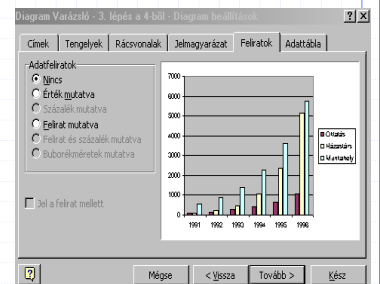 Diagram Varázsló - 3. lépés a 4-ből - Diagram beállítások
Címek Tengelyek Rácsvonalak Jelmagyarázat Feliratok Adattábla
Adatfeliratok
Nincs
Érték mutatva
Százalék mutatva
Felirat mutatva
Felirat és százalék mutatva
Buborékméretek mutatva
Jel a felirat mellett
7000
6000
5000
4000
3000
2000
1000
0
1991 1992 1993 1994 1995 1996
Oktatás
Házastárs
Munkahely
Mégse < Vissza Tovább > Kész